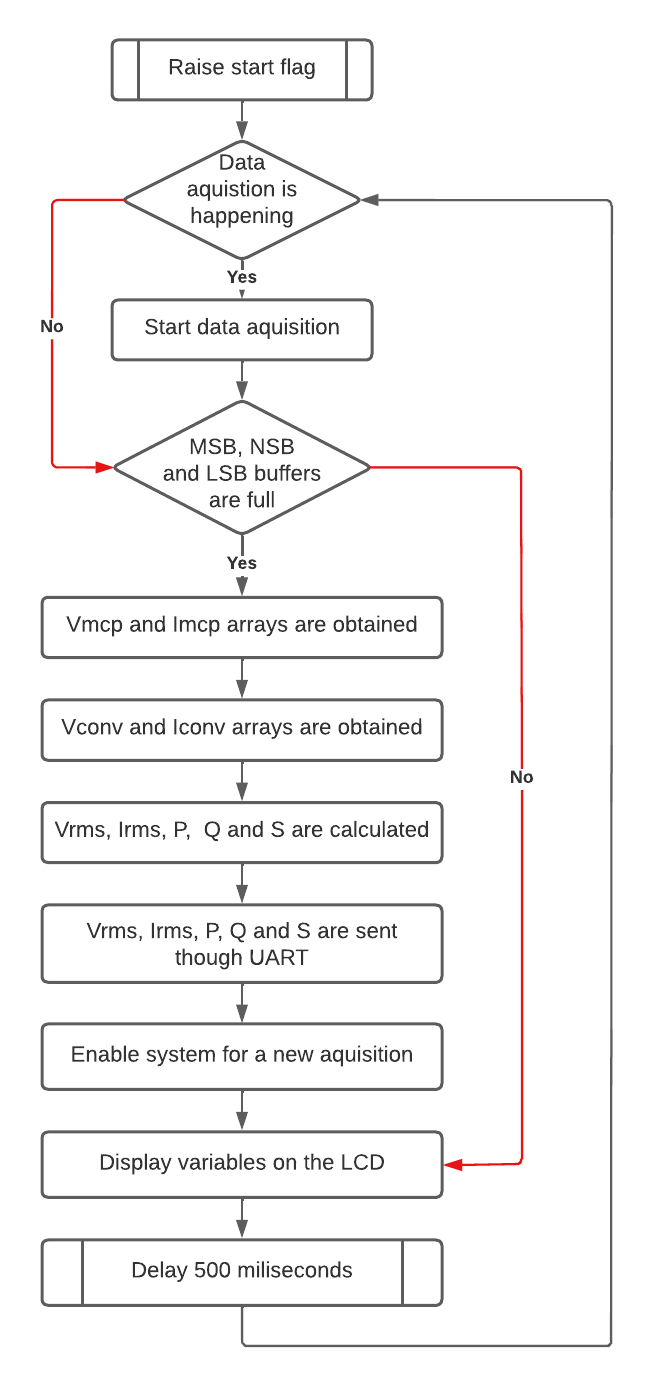 Raise start flag
Data
aquistion is
happening
Yes
No
Start data aquisition
MSB, NSB
and LSB buffers
are full
Yes
Vmcp and Imcp arrays are obtained
Vconv and Iconv arrays are obtained
No
Vrms, Irms, P,  Q and S are calculated
Vrms, Irms, P, Q and S are sent
though UART
Enable system for a new aquisition
Display variables on the LCD
Delay 500 miliseconds